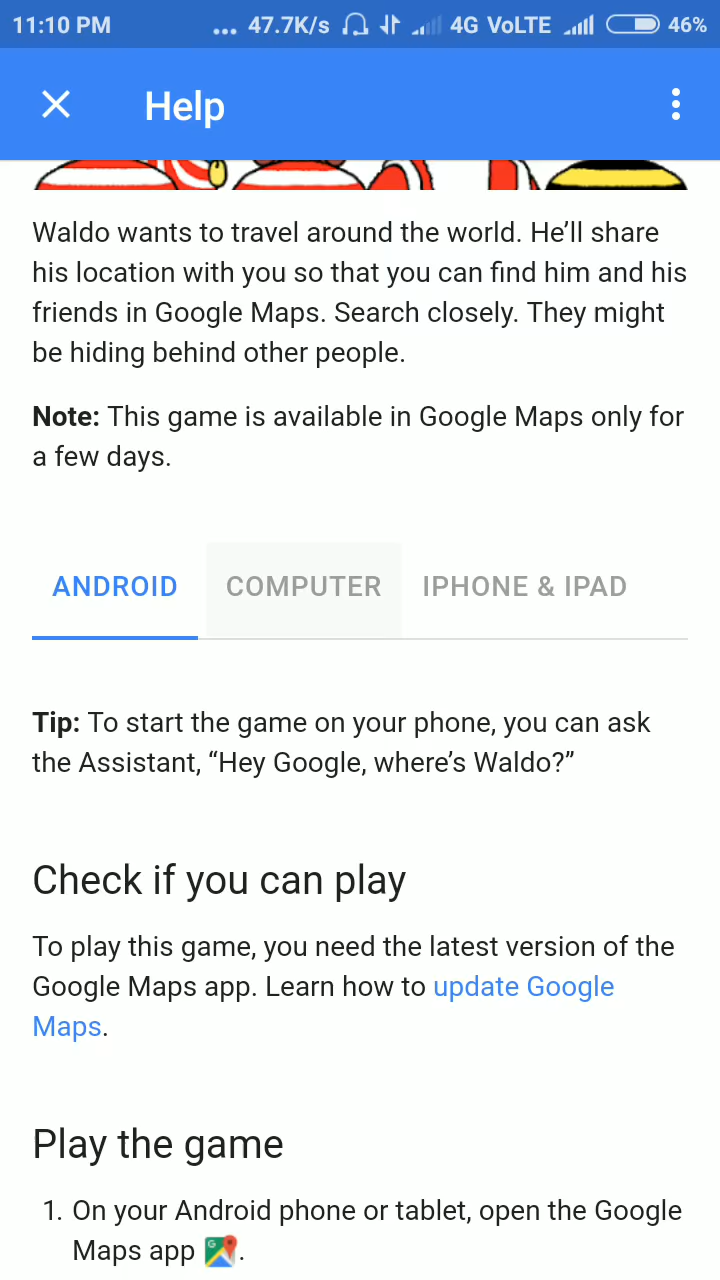 11:10 PM ... 47.7K/s 4G VoLTE 46%
Help
Waldo wants to travel around the world. He’ll share
his location with you so that you can find him and his
friends in Google Maps. Search closely. They might
be hiding behind other people.
Note: This game is available in Google Maps only for
a few days.
ANDROID COMPUTER IPHONE & IPAD
Tip: To start the game on your phone, you can ask
the Assistant, “Hey Google, where’s Waldo?”
Check if you can play
To play this game, you need the latest version of the
Google Maps app. Learn how to update Google
Maps.
Play the game
1. On your Android phone or tablet, open the Google
Maps app .